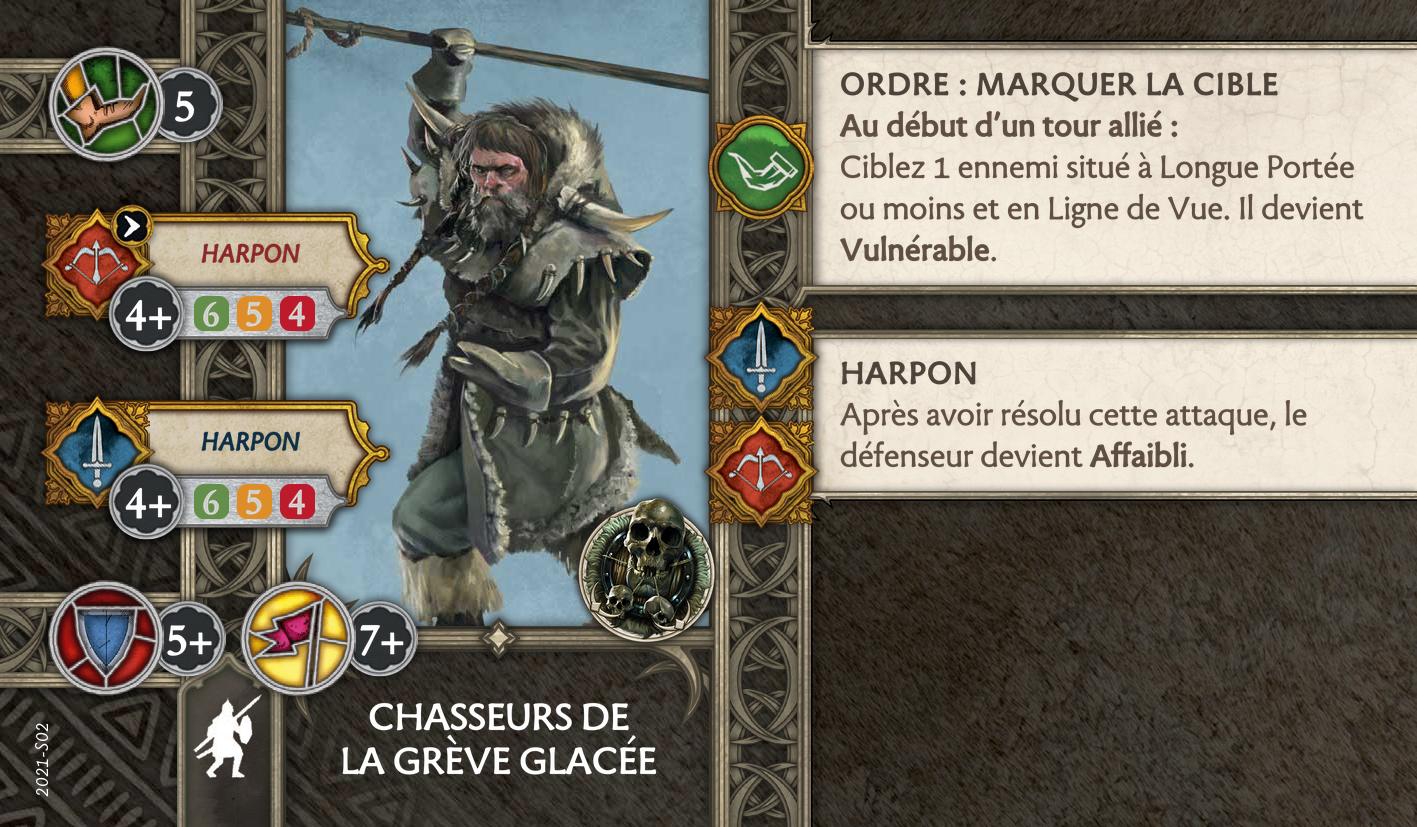 5
HARPON
4+ 6 5 4
HARPON
4+ 6 5 4
5+ 7+
CHASSEURS DE
LA GRÈVE GLACÉE
2021-S02
ORDRE : MARQUER LA CIBLE
Au début d’un tour allié :
Ciblez 1 ennemi situé à Longue Portée
ou moins et en Ligne de Vue. Il devient
Vulnérable.
HARPON
Après avoir résolu cette attaque, le
défenseur devient Affaibli.